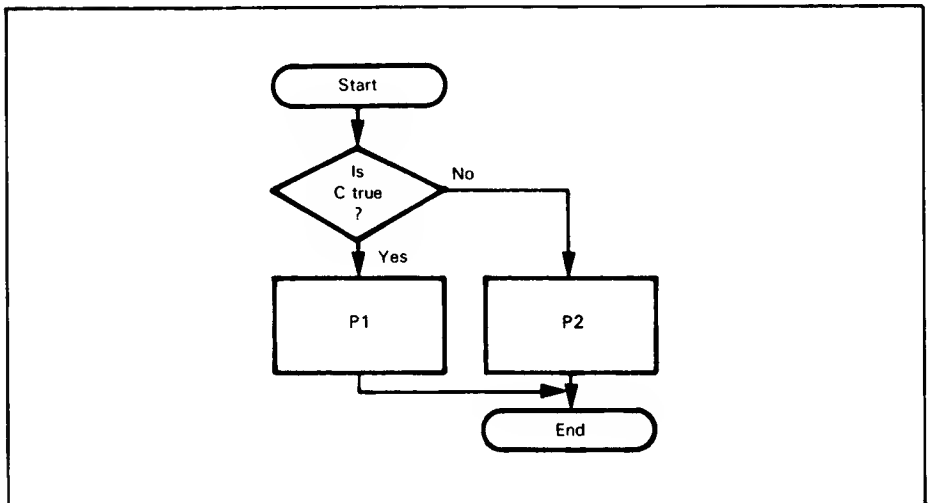 Start
Is
C true
?
No
Yes
P1
P2
End